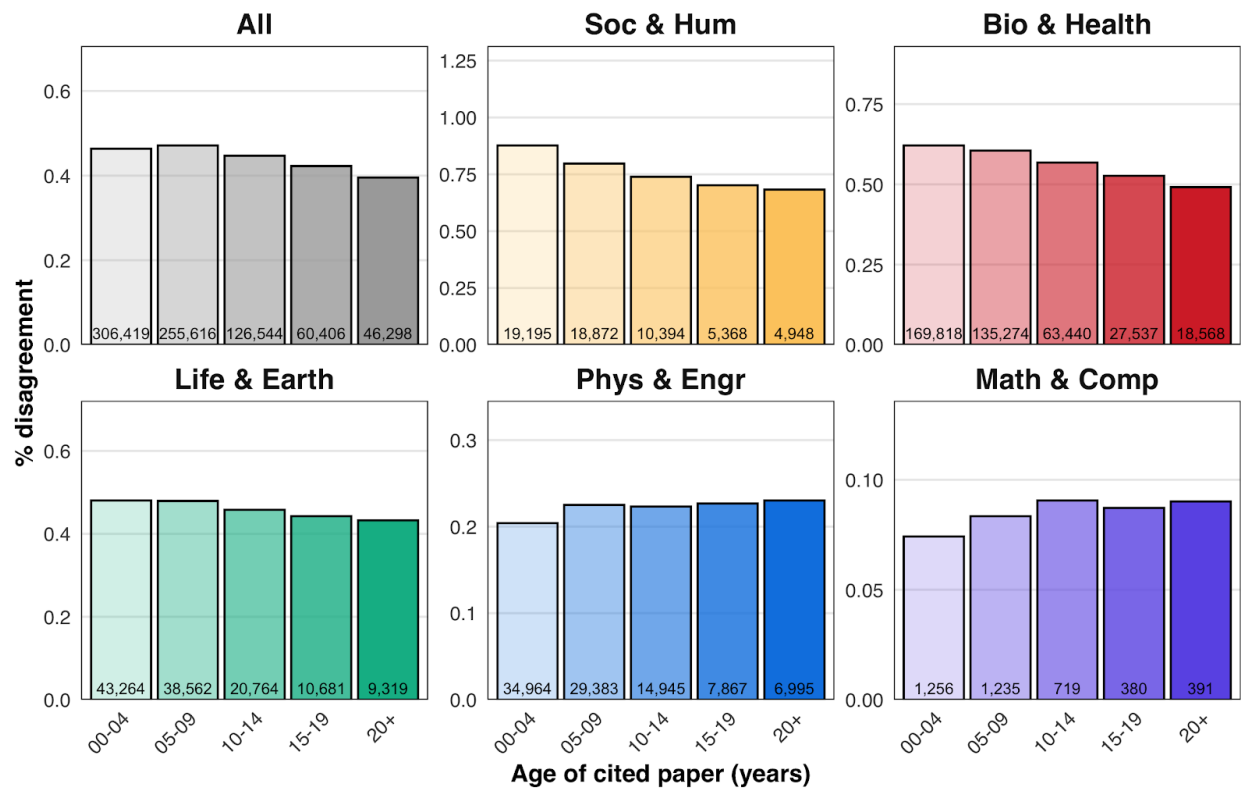 All
Soc & Hum
Bio & Health
% disagreement
0.6
0.4
0.2
0.0
306,419 255,616 126,544 60,406 46,298
1.25
1.00
0.75
0.50
0.25
0.00
19,195 18,872 10,394 5,368 4,948
0.75
0.50
0.25
0.00
169,818 135,274 63,440 27,537 18,568
Life & Earth
Phys & Engr
Math & Comp
0.6
0.4
0.2
0.0
43,264 38,562 20,764 10,681 9,319
00-04 05-09 10-14 15-19 20+
0.3
0.2
0.1
0.0
34,964 29,383 14,945 7,867 6,995
00-04 05-09 10-14 15-19 20+
0.10
0.05
0.00
1,256 1,235 719 380 391
00-04 05-09 10-14 15-19 20+
Age of cited paper (years)